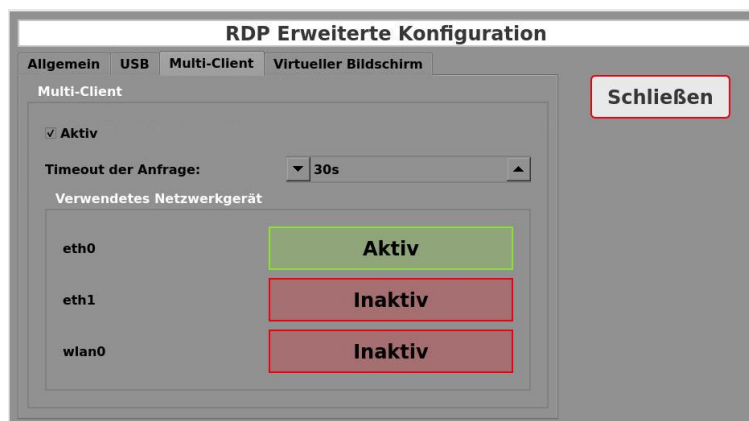 RDP Erweiterte Konfiguration
Allgemein USB Multi-Client Virtueller Bildschirm
Multi-Client
Schließen
Aktiv
Timeout der Anfrage: 30s
Verwendetes Netzwerkgerät
eth0 Aktiv
eth1 Inaktiv
wlan0 Inaktiv